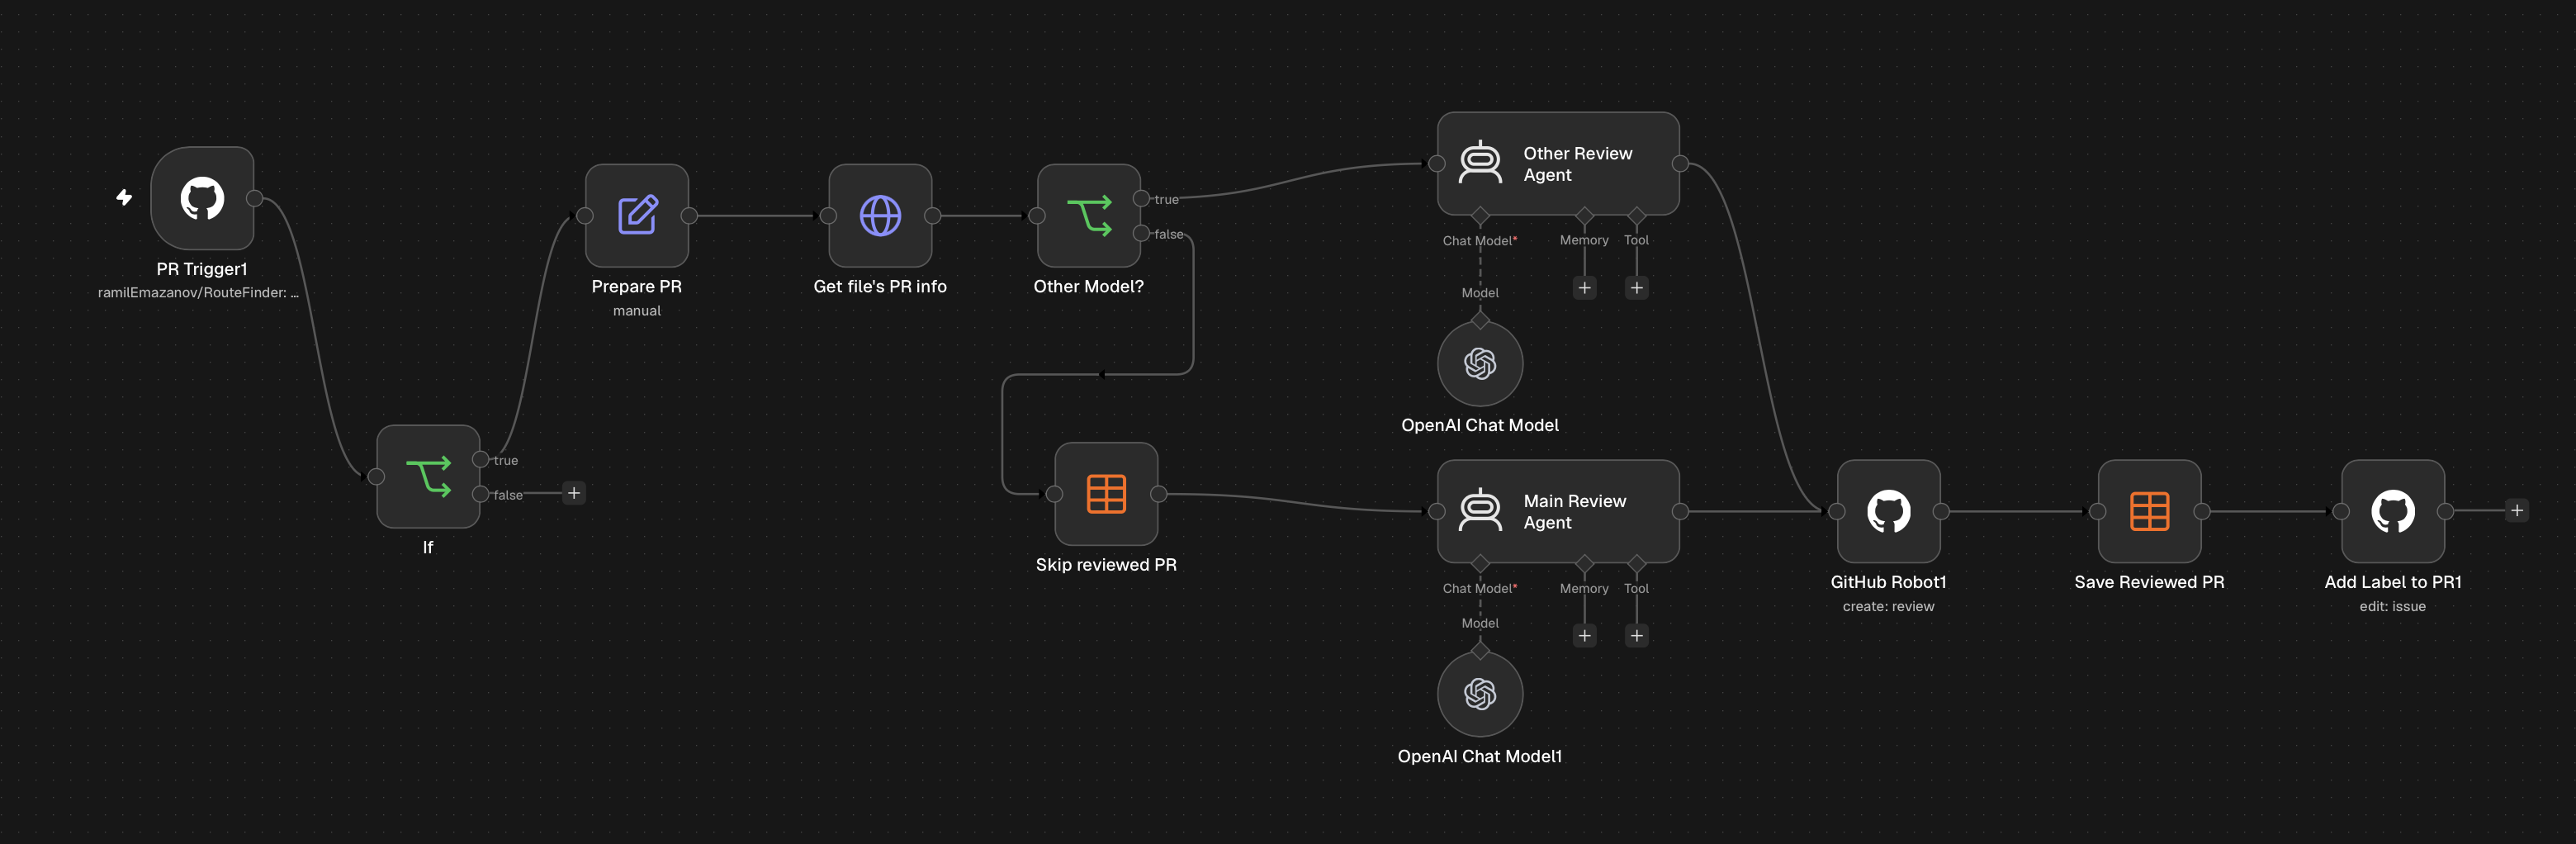 PR Trigger1
ramilEmazanov/RouteFinder: ...
If
true
false
Prepare PR
manual
Get file's PR info
Other Model?
true
false
Skip reviewed PR
Other Review
Agent
Chat Model*
Memory
Tool
Model
OpenAI Chat Model
Main Review
Agent
Chat Model*
Memory
Tool
Model
OpenAI Chat Model1
GitHub Robot1
create: review
Save Reviewed PR
Add Label to PR1
edit: issue